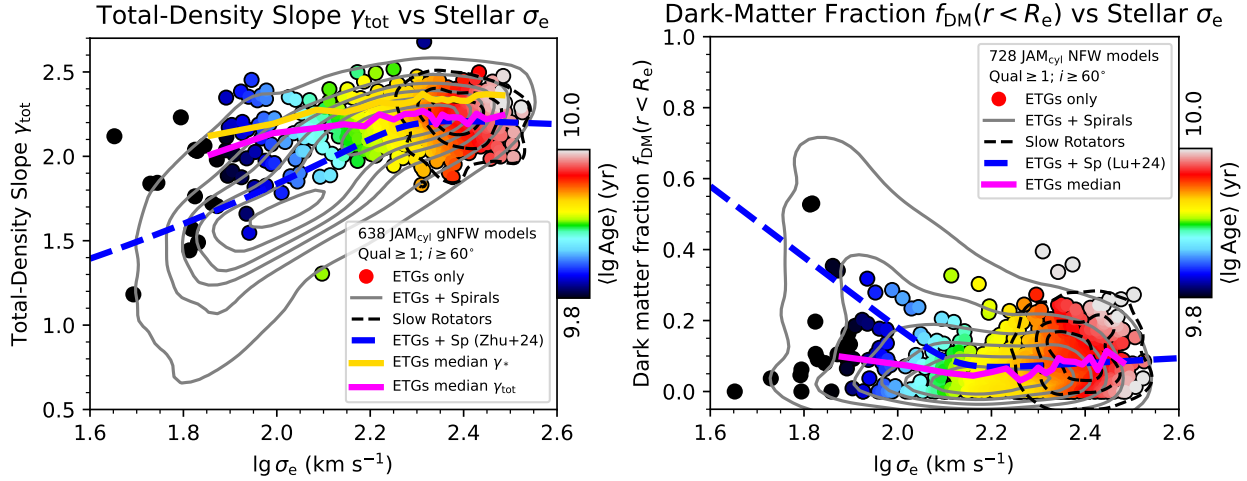 Total-Density Slope γtot vs Stellar σe
Total-Density Slope γtot
2.5
2.0
1.5
1.0
0.5
1.6 1.8 2.0 2.2 2.4 2.6
lg σe (km s⁻¹)
638 JAMcyl gNFW models
Qual ≥ 1; i ≥ 60°
ETGs only
ETGs + Spirals
Slow Rotators
ETGs + Sp (Zhu+24)
ETGs median γ*
ETGs median γtot
10.0
9.8
⟨lg Age⟩ (yr)
Dark-Matter Fraction fDM(r < Re) vs Stellar σe
Dark matter fraction fDM(r < Re)
1.0
0.8
0.6
0.4
0.2
0.0
1.6 1.8 2.0 2.2 2.4 2.6
lg σe (km s⁻¹)
728 JAMcyl NFW models
Qual ≥ 1; i ≥ 60°
ETGs only
ETGs + Spirals
Slow Rotators
ETGs + Sp (Lu+24)
ETGs median
10.0
9.8
⟨lg Age⟩ (yr)